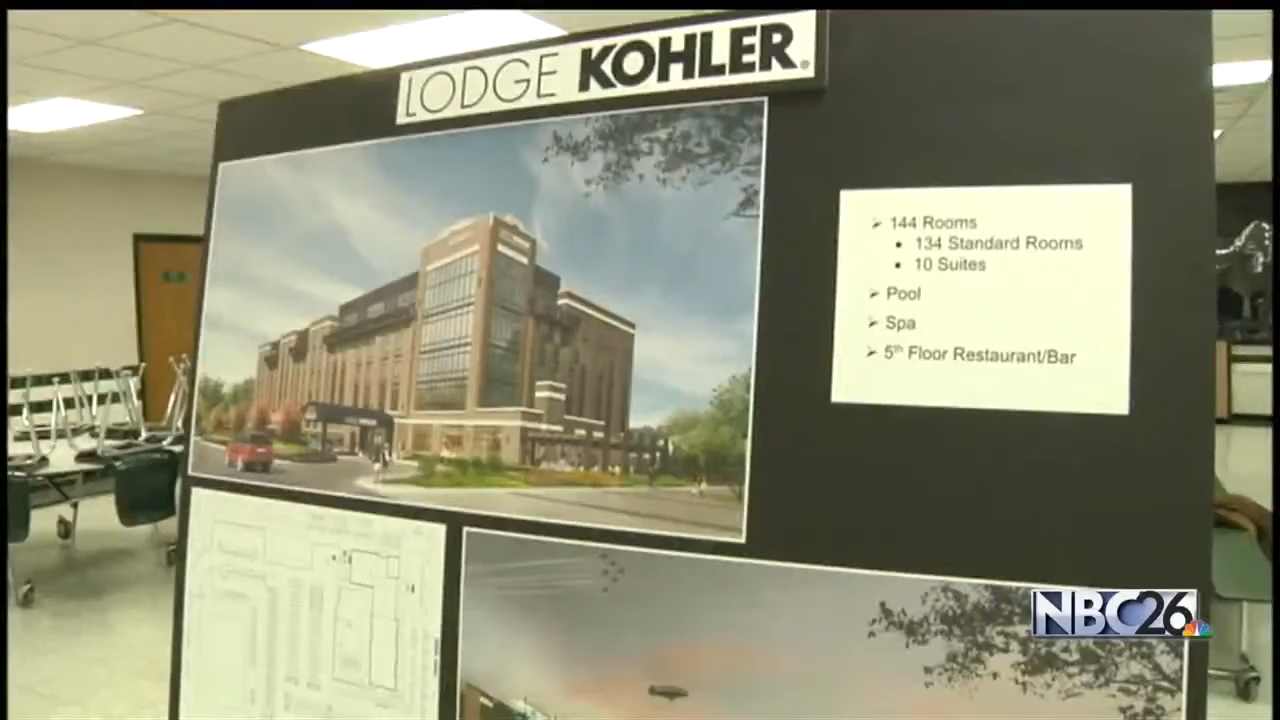 LODGE KOHLER®
➢ 144 Rooms
• 134 Standard Rooms
• 10 Suites
➢ Pool
➢ Spa
➢ 5th Floor Restaurant/Bar
NBC26